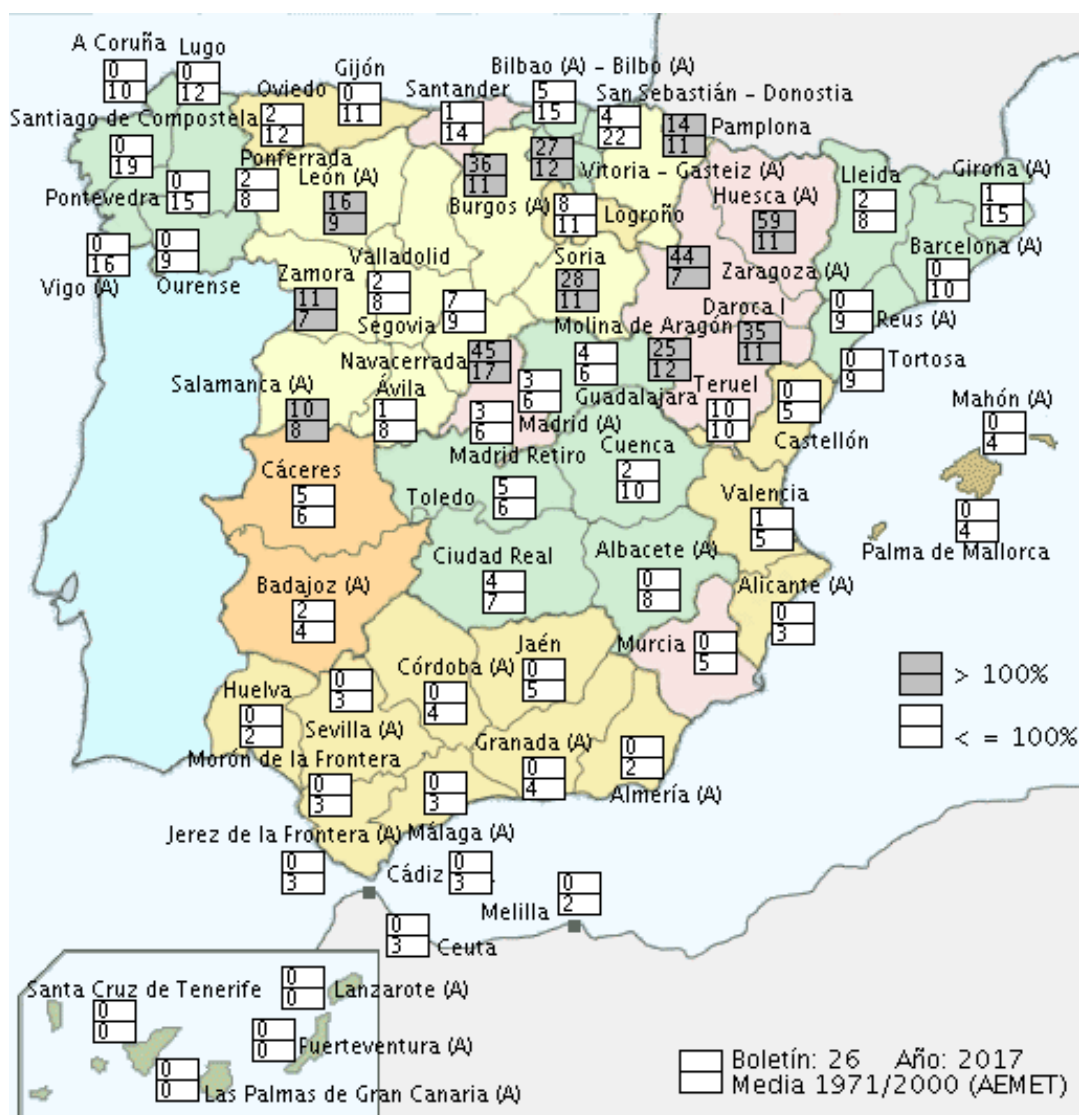 A Coruña
0
10
Lugo
0
12
Oviedo
2
12
Gijón
0
11
Santander
1
14
Bilbao (A) – Bilbo (A)
5
15
San Sebastián – Donostia
4
22
14
11
Pamplona
Santiago de Compostela
0
19
Ponferrada
2
8
León (A)
16
9
36
11
Burgos (A)
27
12
Vitoria – Gasteiz (A)
8
11
Logroño
Huesca (A)
59
11
Lleida
2
8
Girona (A)
1
15
Pontevedra
0
15
0
16
Vigo (A)
0
9
Ourense
Zamora
11
7
Valladolid
2
8
Segovia
7
9
Soria
28
11
44
7
Zaragoza (A)
Barcelona (A)
0
10
Daroca I
35
11
0
9
Reus (A)
Molina de Aragón
25
12
0
9
Tortosa
Navacerrada
45
17
4
6
Guadalajara
Salamanca (A)
10
8
Ávila
1
8
3
6
Madrid (A)
3
6
Madrid Retiro
Teruel
10
10
0
5
Castellón
Mahón (A)
0
4
Cáceres
5
6
Toledo
5
6
Cuenca
2
10
Valencia
1
5
0
4
Palma de Mallorca
Badajoz (A)
2
4
Ciudad Real
4
7
Albacete (A)
0
8
Alicante (A)
0
3
Huelva
0
2
0
3
Sevilla (A)
Córdoba (A)
0
4
Jaén
0
5
Murcia
0
5
> 100%
< = 100%
Morón de la Frontera
0
3
0
3
Málaga (A)
Granada (A)
0
4
0
2
Almería (A)
Jerez de la Frontera (A)
0
3
Cádiz
0
3
Melilla
0
2
0
3
Ceuta
Santa Cruz de Tenerife
0
0
0
0
Lanzarote (A)
0
0
Fuerteventura (A)
0
0
Las Palmas de Gran Canaria (A)
Boletín: 26 Año: 2017
Media 1971/2000 (AEMET)